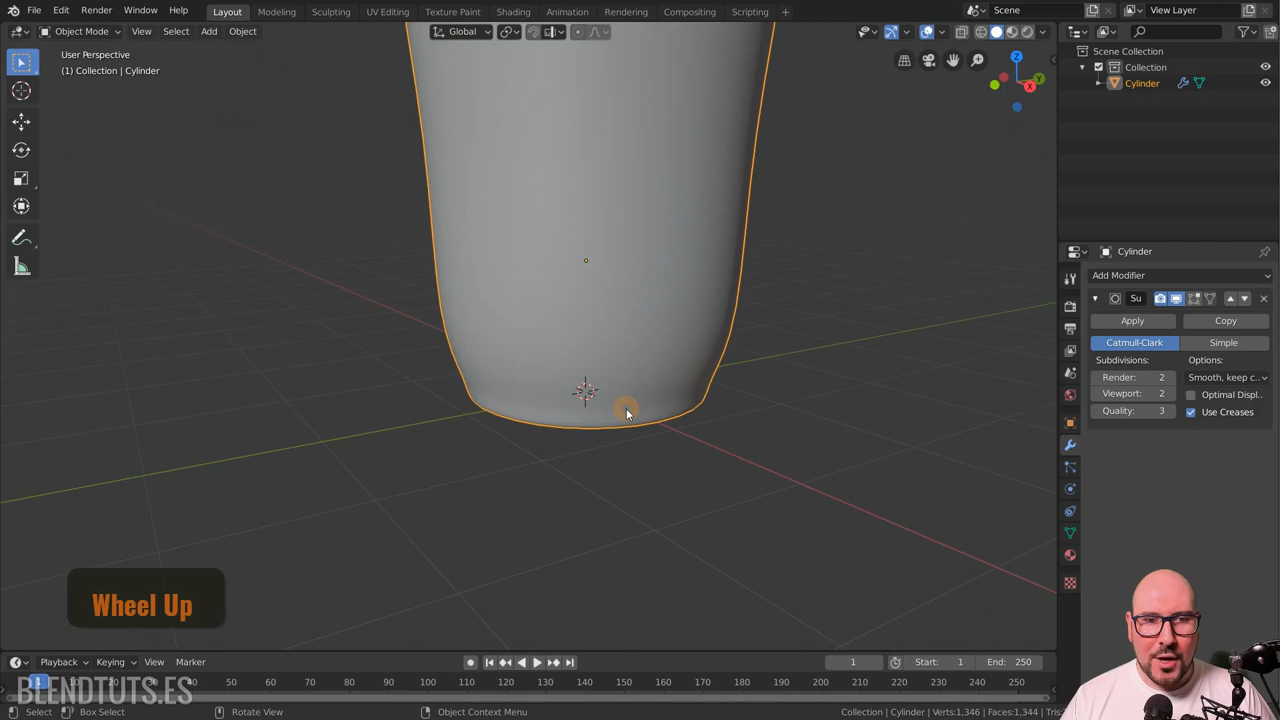 File Edit Render Window Help
Layout Modeling Sculpting UV Editing Texture Paint Shading Animation Rendering Compositing Scripting +
Scene
View Layer
Object Mode View Select Add Object
Global
User Perspective
(1) Collection | Cylinder
Z
Y
X
Scene Collection
Collection
Cylinder
Cylinder
Add Modifier
Su
Apply Copy
Catmull-Clark Simple
Subdivisions: Options:
Render: 2 Smooth, keep c...
Viewport: 2 Optimal Displ..
Quality: 3 Use Creases
Wheel Up
Playback Keying View Marker
1 Start: 1 End: 250
1 10 20 30 40 50 60 70 80 90 100 110 120 130 140 150 160 170 180 190 200 210 220 230 240 250
BLENDTUTS.ES
Select Box Select Rotate View Object Context Menu
Collection | Cylinder | Verts:1,346 | Faces:1,344 | Tris: